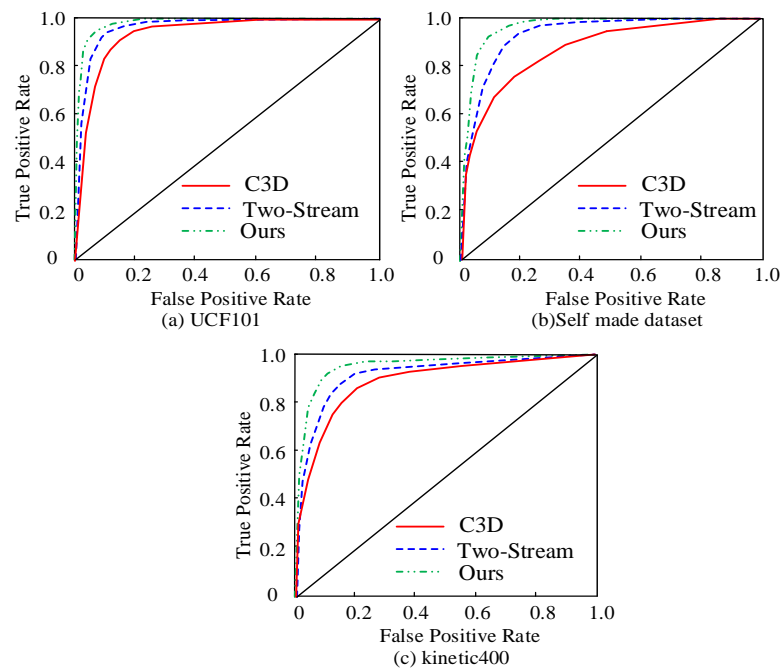 1.0
0.8
0.6
0.4
0.2
0
True Positive Rate
C3D
Two-Stream
Ours
0 0.2 0.4 0.6 0.8 1.0
False Positive Rate
(a) UCF101
1.0
0.8
0.6
0.4
0.2
0
True Positive Rate
C3D
Two-Stream
Ours
0 0.2 0.4 0.6 0.8 1.0
False Positive Rate
(b)Self made dataset
1.0
0.8
0.6
0.4
0.2
0
True Positive Rate
C3D
Two-Stream
Ours
0 0.2 0.4 0.6 0.8 1.0
False Positive Rate
(c) kinetic400